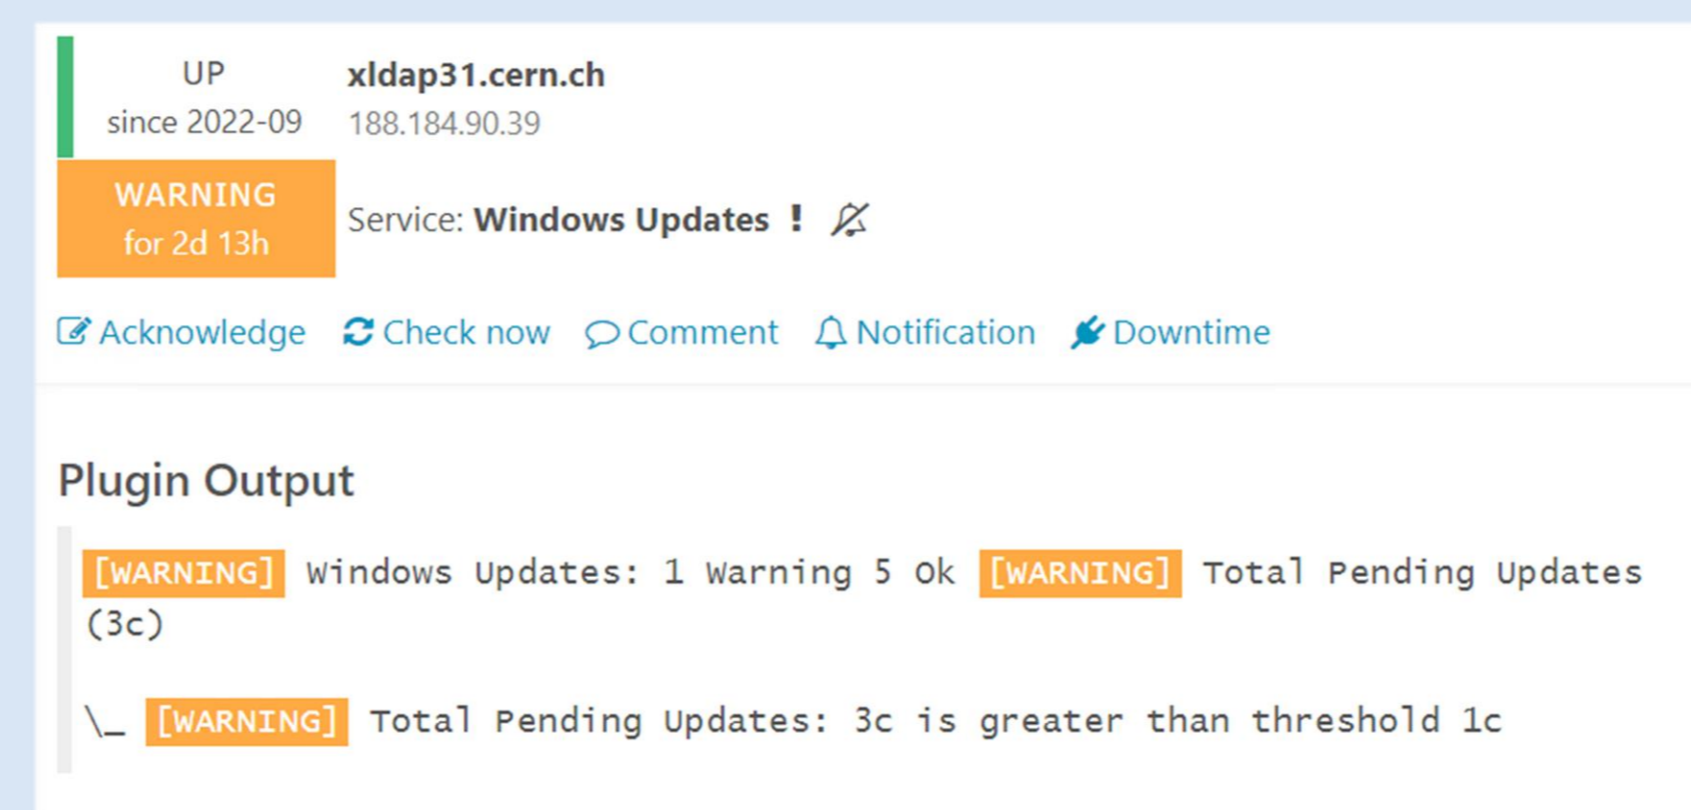 UP
since 2022-09
xldap31.cern.ch
188.184.90.39
WARNING
for 2d 13h
Service: Windows Updates !
Acknowledge Check now Comment Notification Downtime
Plugin Output
[WARNING] Windows Updates: 1 Warning 5 Ok [WARNING] Total Pending Updates
(3c)
\_ [WARNING] Total Pending Updates: 3c is greater than threshold 1c